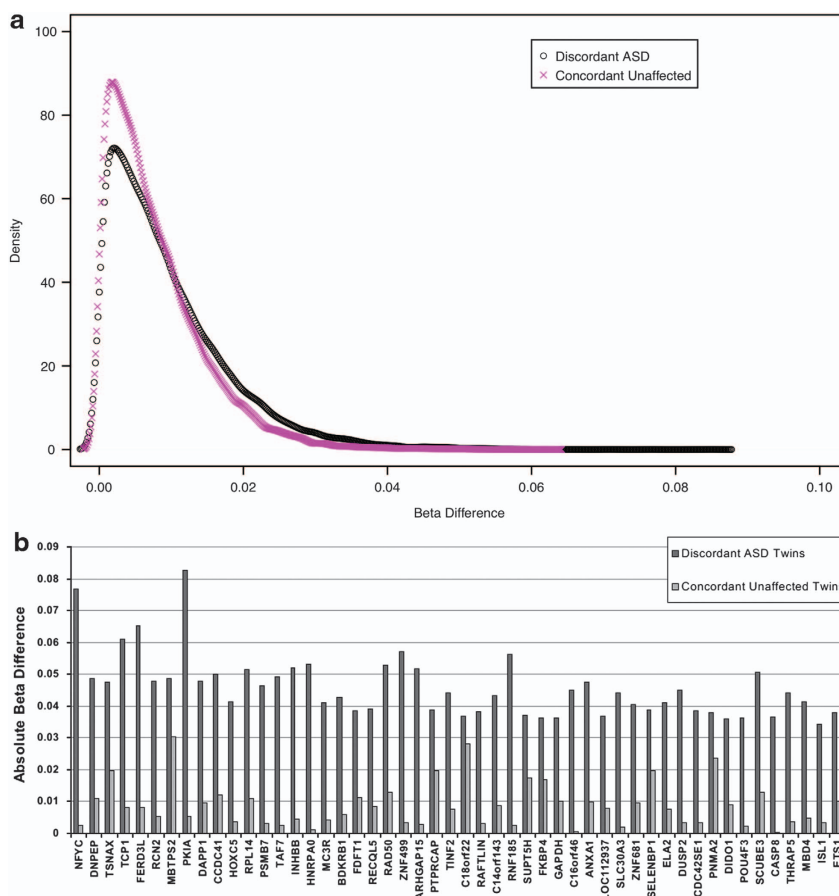 a
100
80
60
40
20
0
Density
Discordant ASD
Concordant Unaffected
0.00 0.02 0.04 0.06 0.08 0.10
Beta Difference
b
0.09
0.08
0.07
0.06
0.05
0.04
0.03
0.02
0.01
0
Absolute Beta Difference
Discordant ASD Twins
Concordant Unaffected Twin
NFYC
DNPEP
TSNAX
TCP1
FERD3L
RCN2
MBTPS2
PKIA
DAPP1
CCDC41
HOXC5
RPL14
PSMB7
TAF7
INHBB
HNRPA0
MC3R
BDKRB1
FDFT1
RECQL5
RAD50
ZNF499
ARHGAP15
PTPRCAP
TINF2
C18orf22
RAFTLIN
C14orf143
RNF185
SUPT5H
FKBP4
GAPDH
C16orf46
ANXA1
LOC112937
SLC30A3
ZNF681
SELENBP1
ELA2
DUSP2
CDC42SE1
PNMA2
DIDO1
POU4F3
SCUBE3
CASP8
THRAP5
MBD4
ISL1